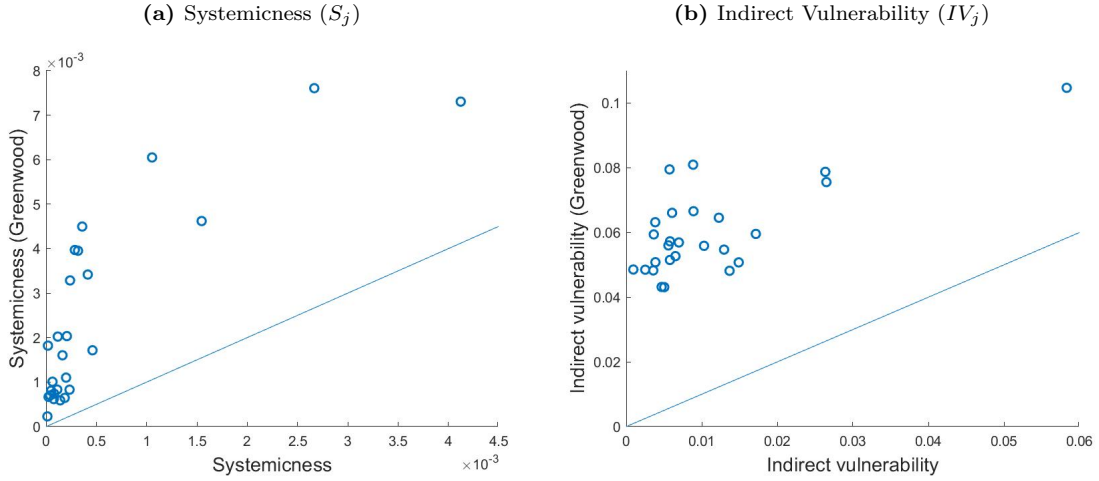 (a) Systemicness (S_j)
×10^-3
8
7
6
5
4
3
2
1
0
Systemicness (Greenwood)
0 0.5 1 1.5 2 2.5 3 3.5 4 4.5
Systemicness
×10^-3
(b) Indirect Vulnerability (IV_j)
0.1
0.08
0.06
0.04
0.02
0
Indirect vulnerability (Greenwood)
0 0.01 0.02 0.03 0.04 0.05 0.06
Indirect vulnerability